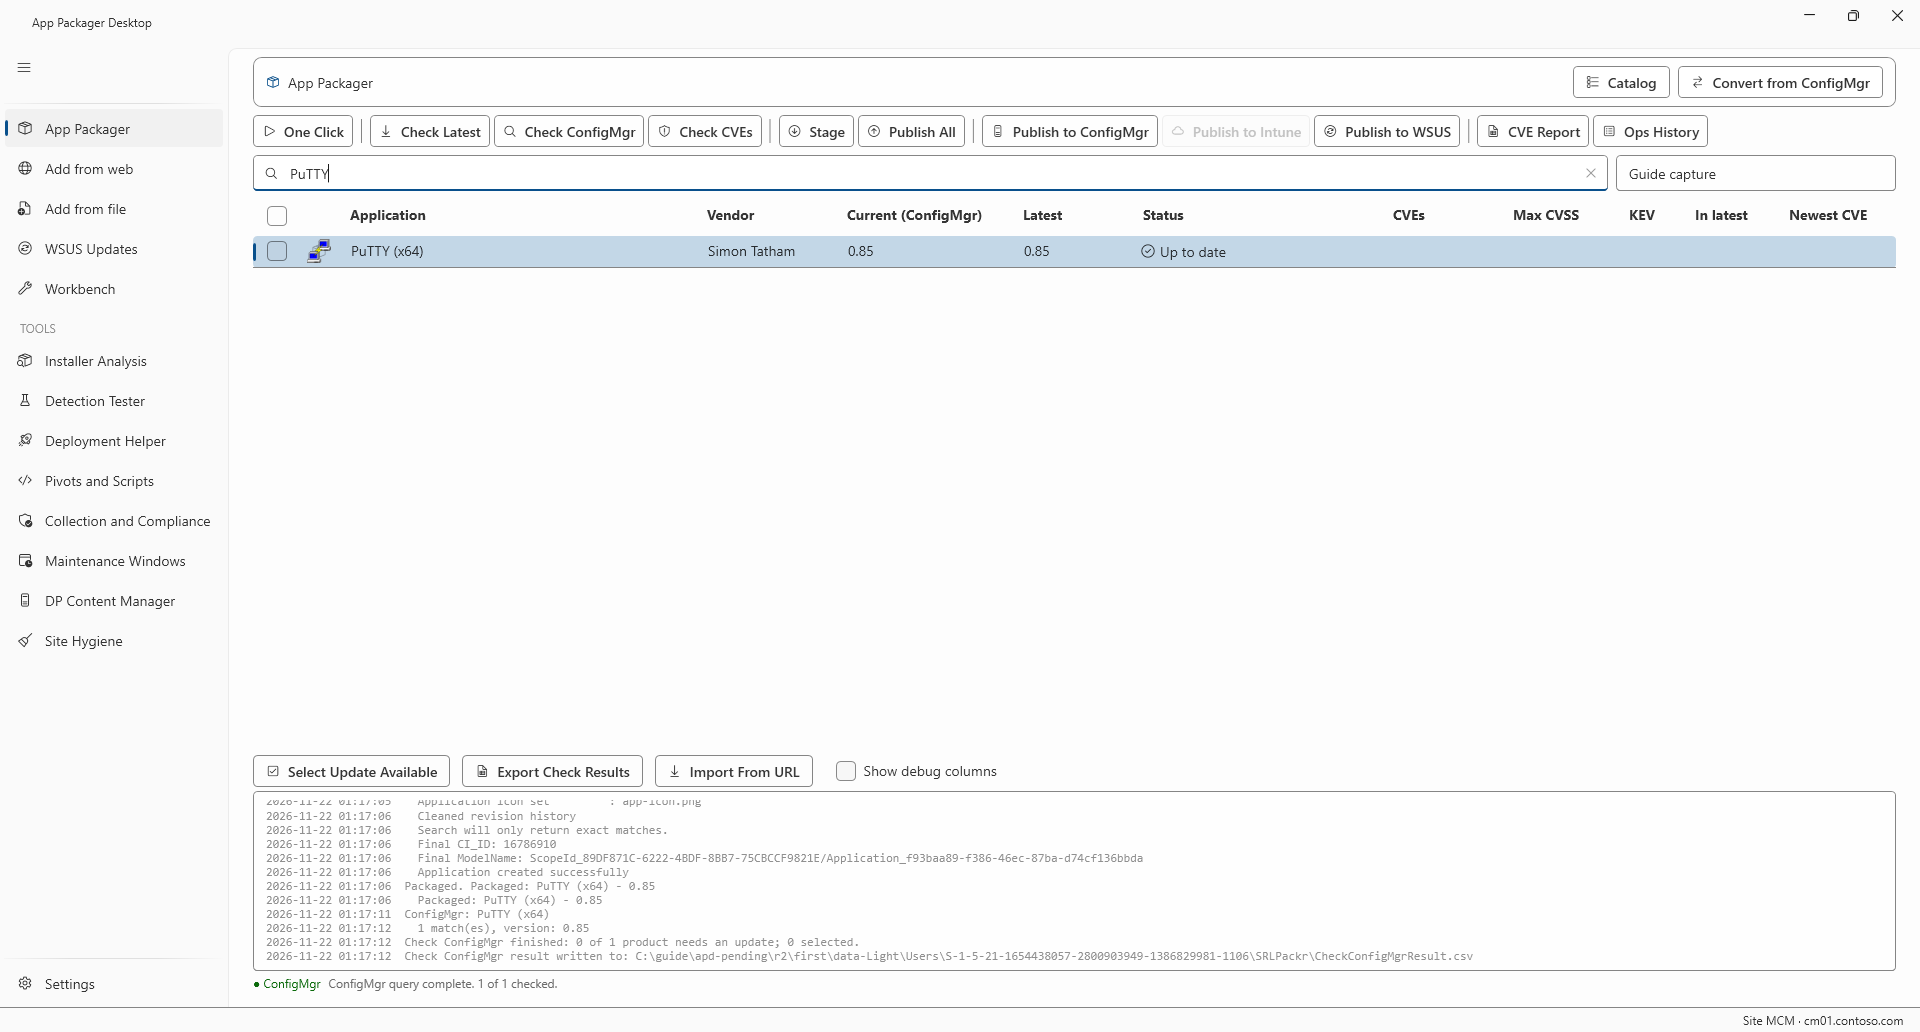 App Packager Desktop
App Packager
Add from web
Add from file
WSUS Updates
Workbench
TOOLS
Installer Analysis
Detection Tester
Deployment Helper
Pivots and Scripts
Collection and Compliance
Maintenance Windows
DP Content Manager
Site Hygiene
Settings
App Packager
Catalog
Convert from ConfigMgr
One Click
Check Latest
Check ConfigMgr
Check CVEs
Stage
Publish All
Publish to ConfigMgr
Publish to Intune
Publish to WSUS
CVE Report
Ops History
PuTTY
Guide capture
Application Vendor Current (ConfigMgr) Latest Status CVEs Max CVSS KEV In latest Newest CVE
PuTTY (x64) Simon Tatham 0.85 0.85 Up to date
Select Update Available
Export Check Results
Import From URL
Show debug columns
2026-11-22 01:17:05 Application icon set : app-icon.png
2026-11-22 01:17:06 Cleaned revision history
2026-11-22 01:17:06 Search will only return exact matches.
2026-11-22 01:17:06 Final CI_ID: 16786910
2026-11-22 01:17:06 Final ModelName: ScopeId_89DF871C-6222-4BDF-8BB7-75CBCCF9821E/Application_f93baa89-f386-46ec-87ba-d74cf136bbda
2026-11-22 01:17:06 Application created successfully
2026-11-22 01:17:06 Packaged. Packaged: PuTTY (x64) - 0.85
2026-11-22 01:17:06 Packaged: PuTTY (x64) - 0.85
2026-11-22 01:17:11 ConfigMgr: PuTTY (x64)
2026-11-22 01:17:12 1 match(es), version: 0.85
2026-11-22 01:17:12 Check ConfigMgr finished: 0 of 1 product needs an update; 0 selected.
2026-11-22 01:17:12 Check ConfigMgr result written to: C:\guide\apd-pending\r2\first\data-Light\Users\S-1-5-21-1654438057-2800903949-1386829981-1106\SRLPackr\CheckConfigMgrResult.csv
ConfigMgr ConfigMgr query complete. 1 of 1 checked.
Site MCM · cm01.contoso.com